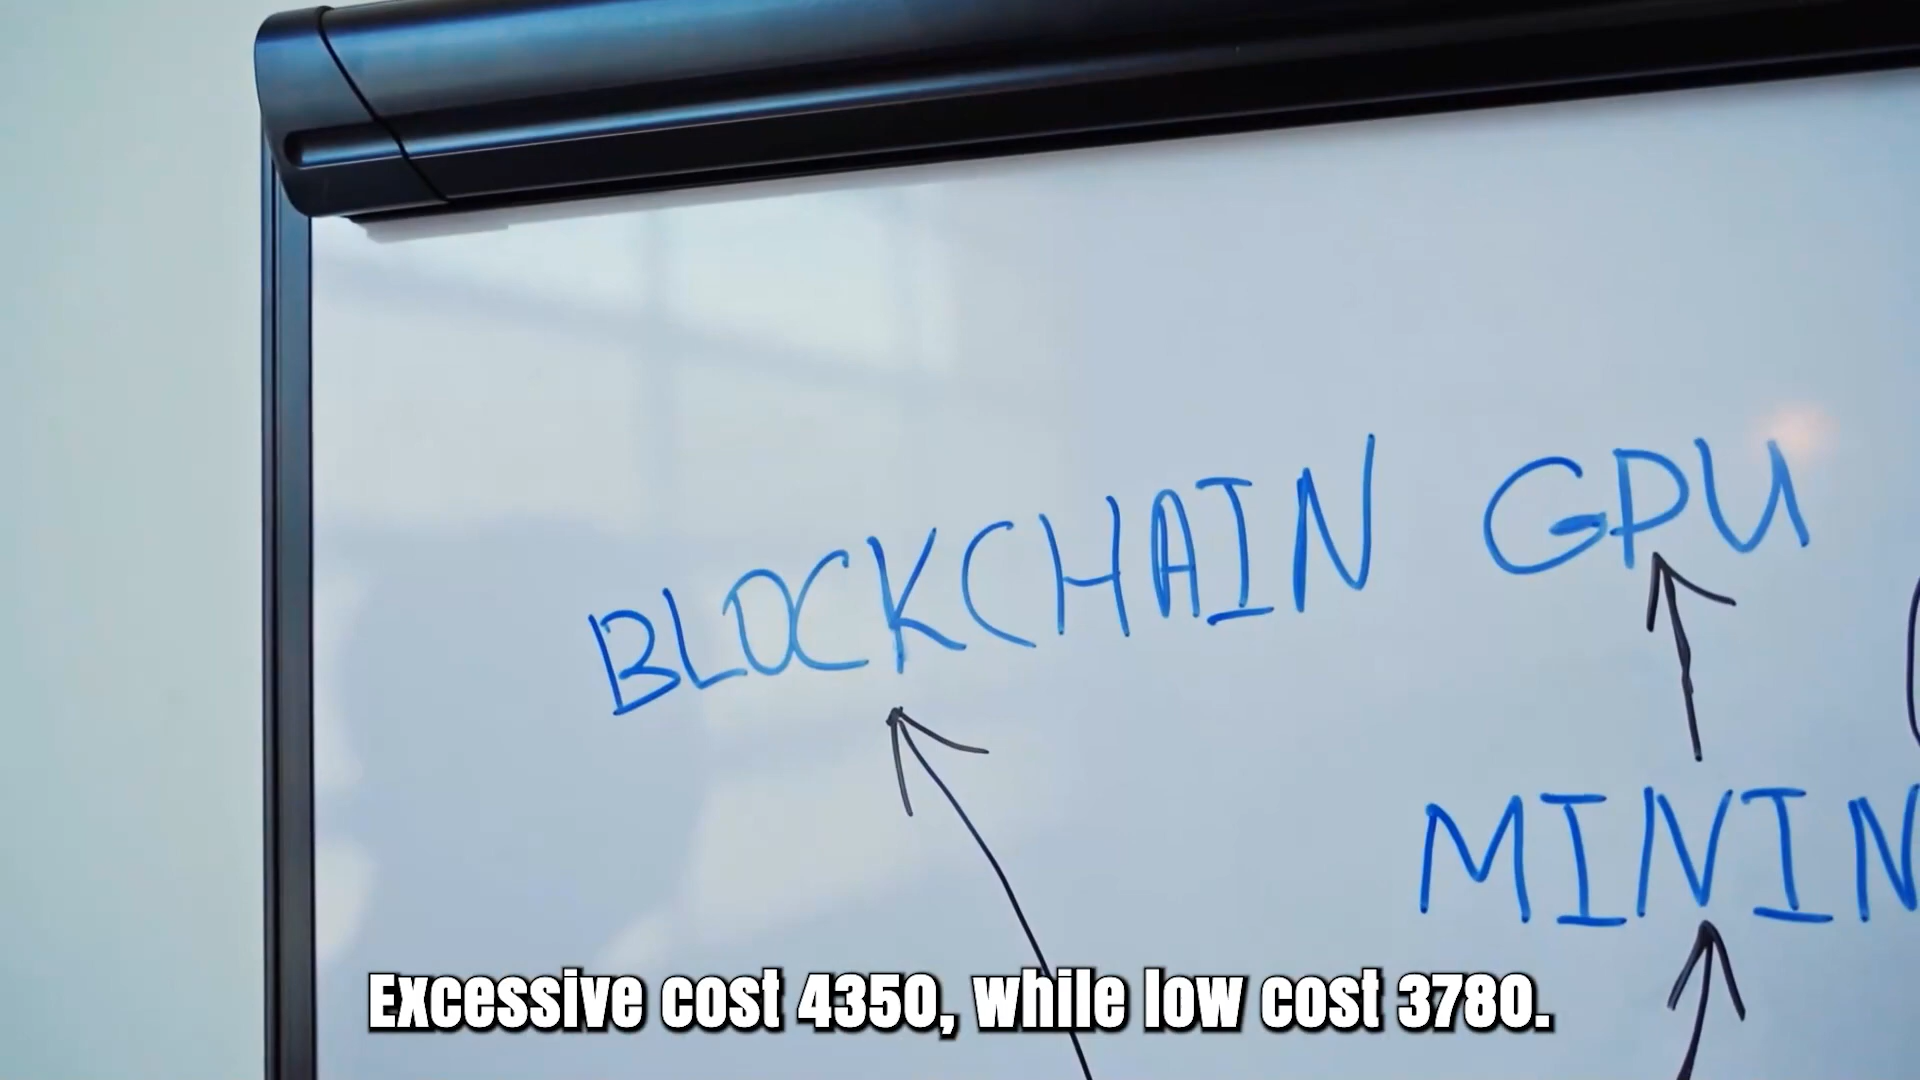 BLOCKCHAIN GPU
MININ
Excessive cost 4350, while low cost 3780.